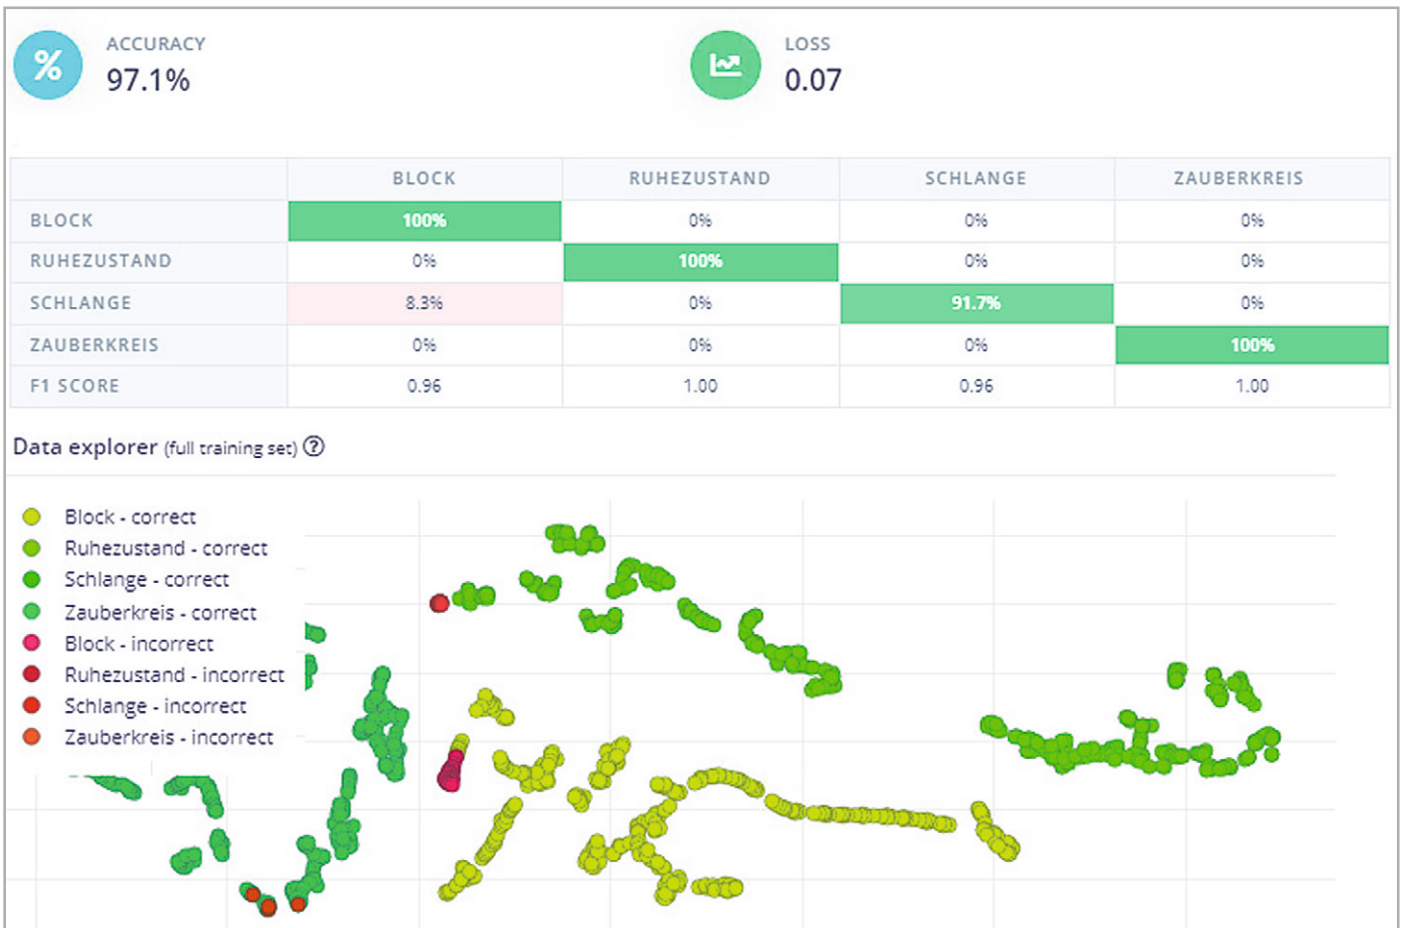 %
ACCURACY
97.1%
LOSS
0.07
BLOCK RUHEZUSTAND SCHLANGE ZAUBERKREIS
BLOCK 100% 0% 0% 0%
RUHEZUSTAND 0% 100% 0% 0%
SCHLANGE 8.3% 0% 91.7% 0%
ZAUBERKREIS 0% 0% 0% 100%
F1 SCORE 0.96 1.00 0.96 1.00
Data explorer (full training set) ?
Block - correct
Ruhezustand - correct
Schlange - correct
Zauberkreis - correct
Block - incorrect
Ruhezustand - incorrect
Schlange - incorrect
Zauberkreis - incorrect